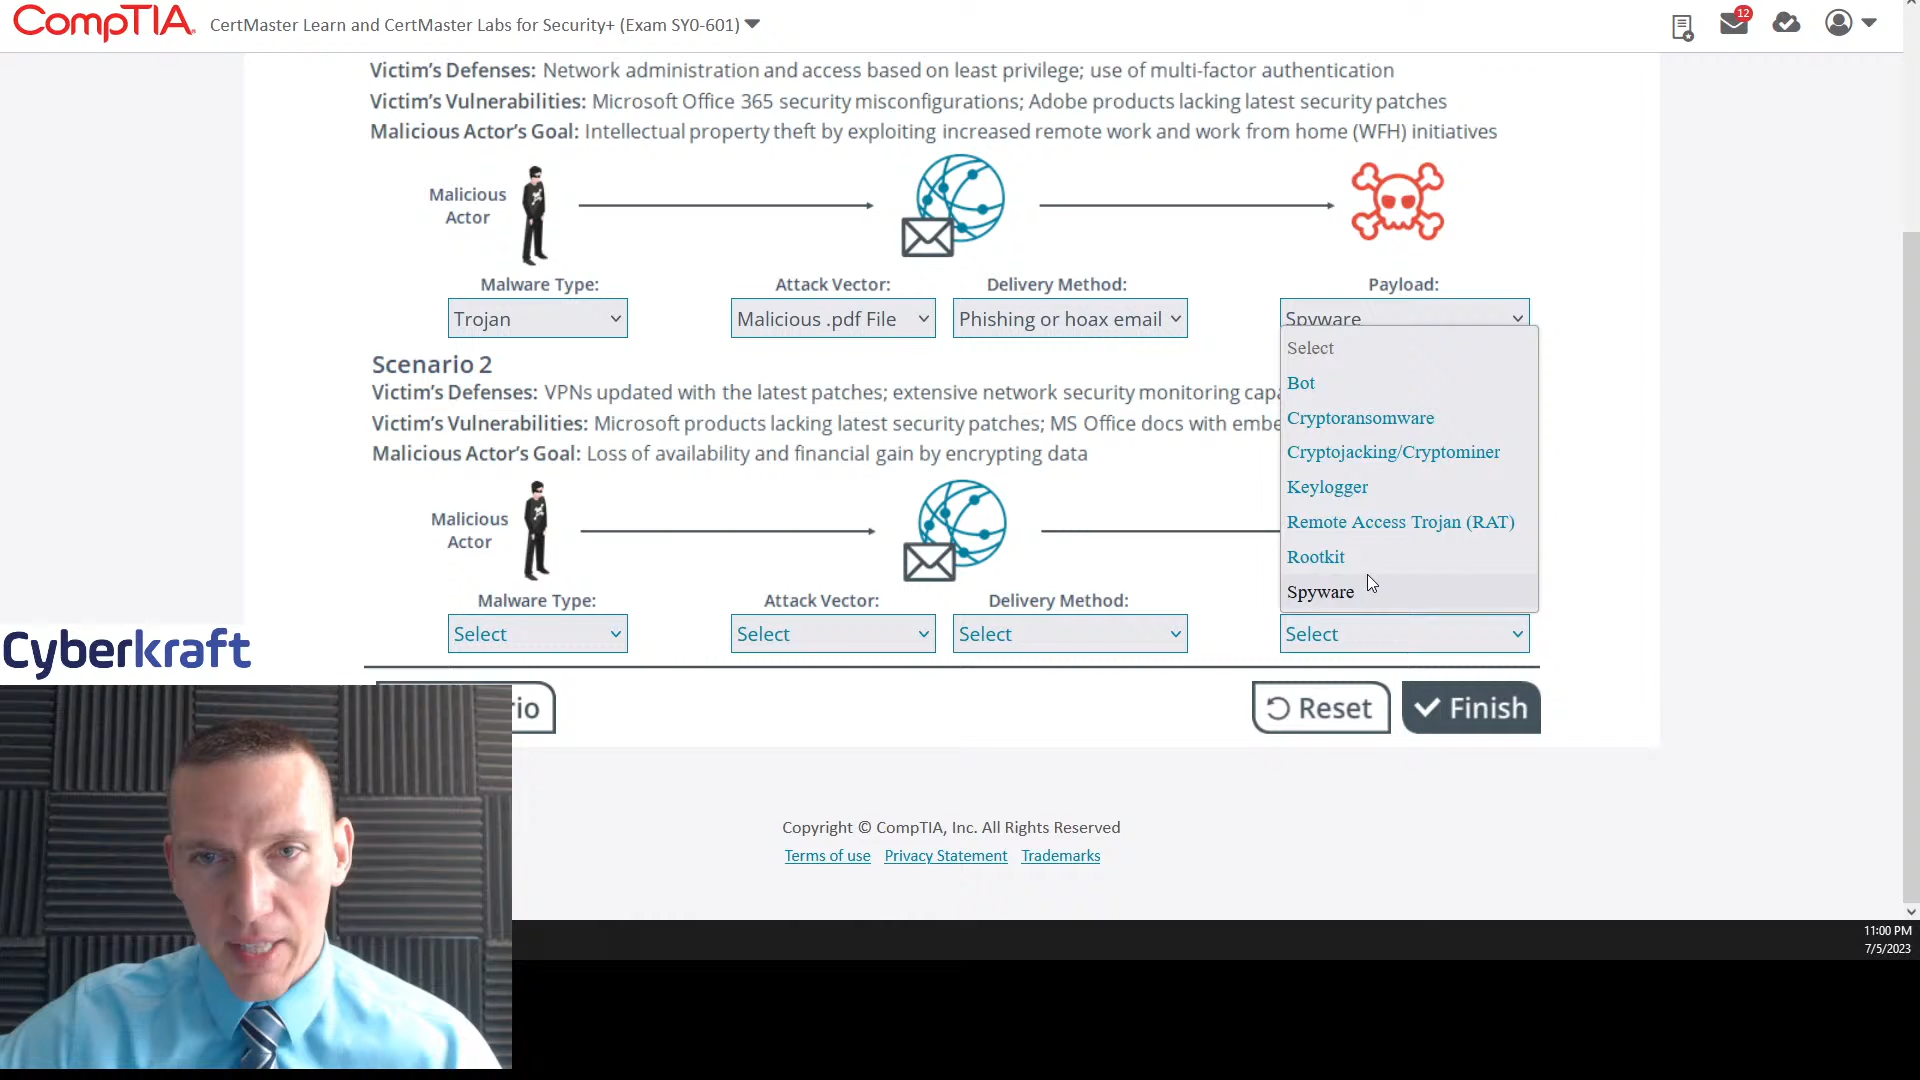 CompTIA.
CertMaster Learn and CertMaster Labs for Security+ (Exam SY0-601)
12
Victim's Defenses: Network administration and access based on least privilege; use of multi-factor authentication
Victim's Vulnerabilities: Microsoft Office 365 security misconfigurations; Adobe products lacking latest security patches
Malicious Actor's Goal: Intellectual property theft by exploiting increased remote work and work from home (WFH) initiatives
Malicious
Actor
Malware Type:
Attack Vector:
Delivery Method:
Payload:
Trojan
Malicious .pdf File
Phishing or hoax email
Spyware
Select
Bot
Cryptoransomware
Cryptojacking/Cryptominer
Keylogger
Remote Access Trojan (RAT)
Rootkit
Spyware
Scenario 2
Victim's Defenses: VPNs updated with the latest patches; extensive network security monitoring capa
Victim's Vulnerabilities: Microsoft products lacking latest security patches; MS Office docs with embe
Malicious Actor's Goal: Loss of availability and financial gain by encrypting data
Malicious
Actor
Malware Type:
Attack Vector:
Delivery Method:
Select
Select
Select
Select
Cyberkraft
io
Reset
Finish
Copyright © CompTIA, Inc. All Rights Reserved
Terms of use
Privacy Statement
Trademarks
11:00 PM
7/5/2023